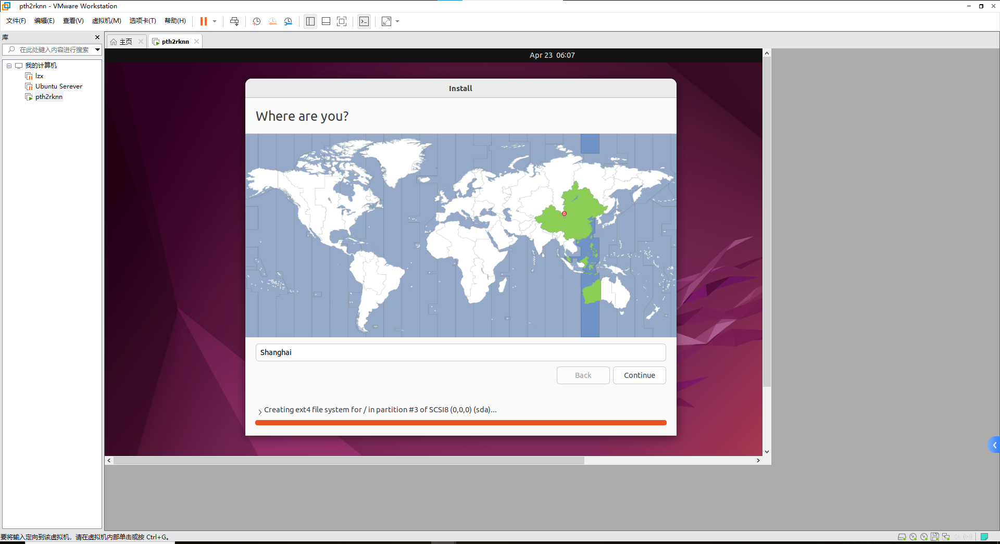 pth2rknn - VMware Workstation
文件(F) 编辑(E) 查看(V) 虚拟机(M) 选项卡(T) 帮助(H)
库
主页
pth2rknn
在此处键入内容进行搜索
Apr 23 06:07
我的计算机
lzx
Ubuntu Serever
pth2rknn
Install
Where are you?
Shanghai
Back
Continue
Creating ext4 file system for / in partition #3 of SCSI8 (0,0,0) (sda)...
要将输入定向到该虚拟机，请在虚拟机内部单击或按 Ctrl+G。